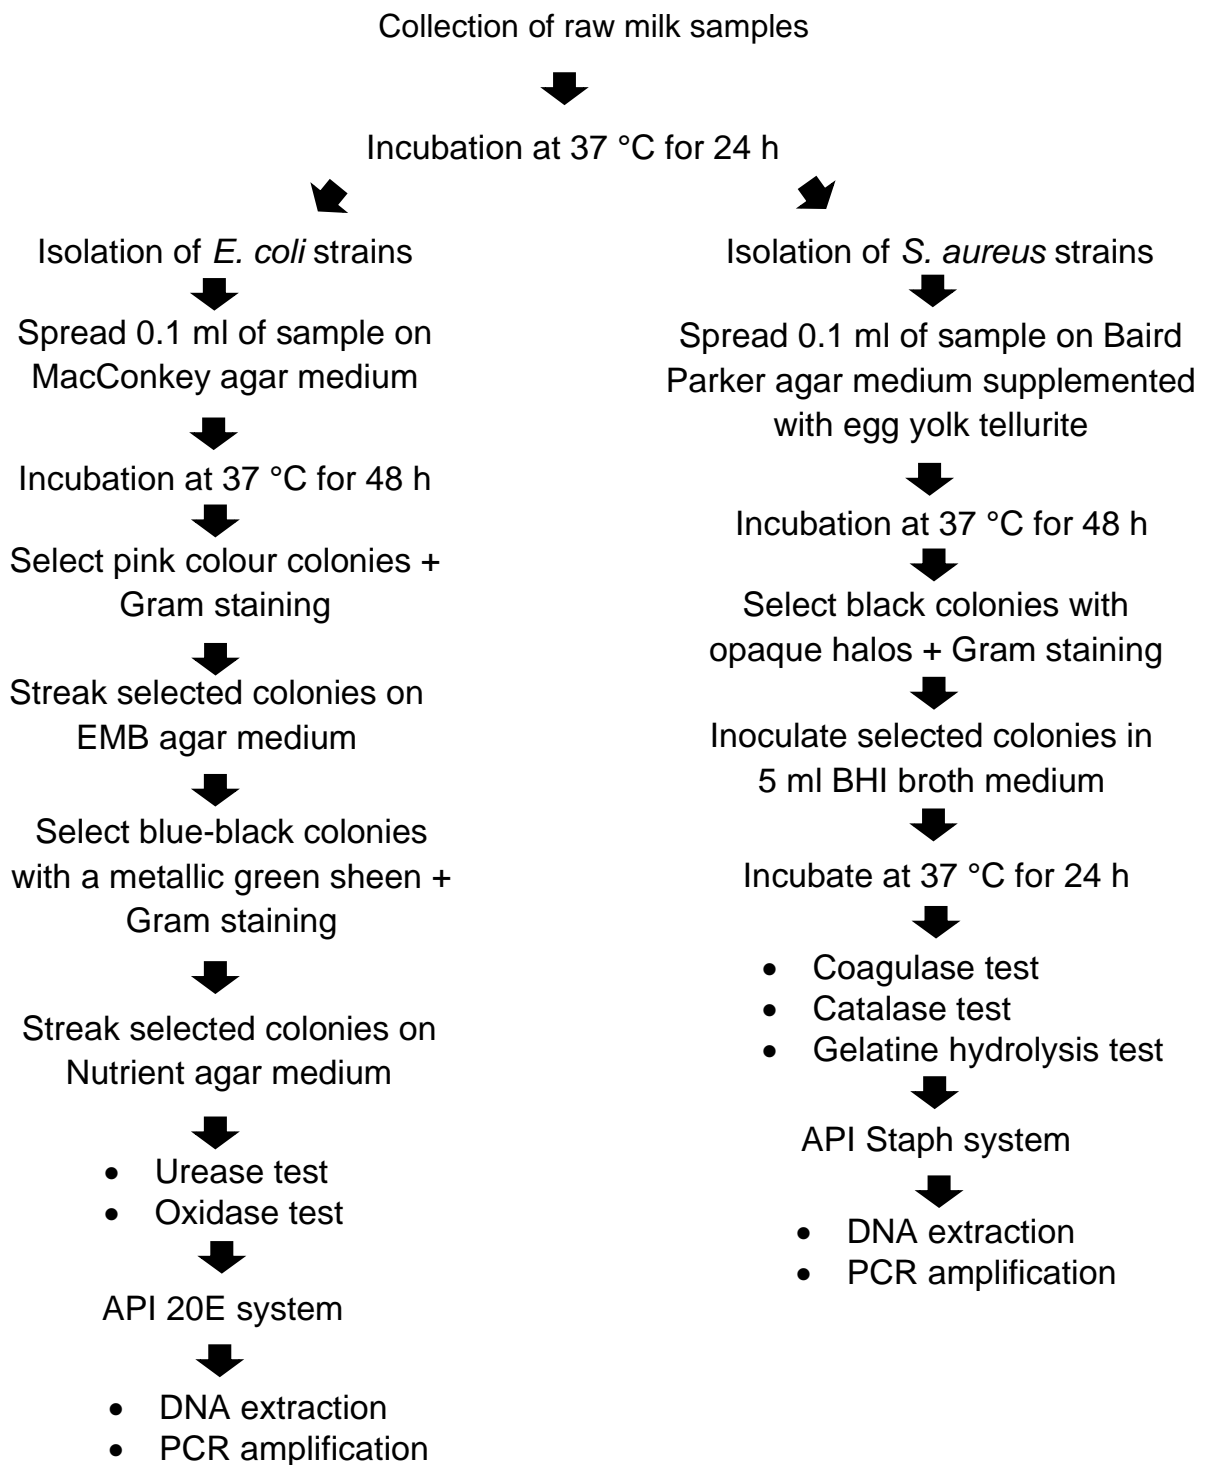 Collection of raw milk samples
Incubation at 37 °C for 24 h
Isolation of E. coli strains
Spread 0.1 ml of sample on
MacConkey agar medium
Incubation at 37 °C for 48 h
Select pink colour colonies +
Gram staining
Streak selected colonies on
EMB agar medium
Select blue-black colonies
with a metallic green sheen +
Gram staining
Streak selected colonies on
Nutrient agar medium
• Urease test
• Oxidase test
API 20E system
• DNA extraction
• PCR amplification
Isolation of S. aureus strains
Spread 0.1 ml of sample on Baird
Parker agar medium supplemented
with egg yolk tellurite
Incubation at 37 °C for 48 h
Select black colonies with
opaque halos + Gram staining
Inoculate selected colonies in
5 ml BHI broth medium
Incubate at 37 °C for 24 h
• Coagulase test
• Catalase test
• Gelatine hydrolysis test
API Staph system
• DNA extraction
• PCR amplification